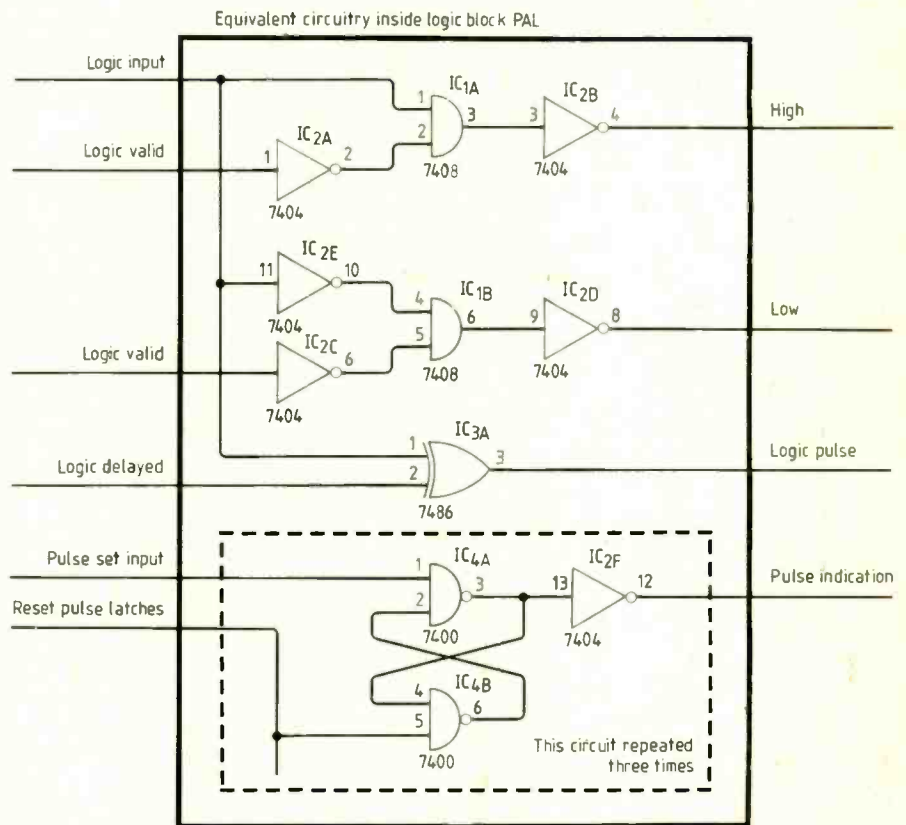 Equivalent circuitry inside logic block PAL
Logic input
Logic valid
1
IC2A
2
7404
1
2
IC1A
3
7408
3
IC2B
4
7404
High
11
IC2E
10
7404
Logic valid
IC2C
6
7404
4
5
IC1B
6
7408
9
IC2D
8
7404
Low
Logic delayed
1
2
IC3A
3
7486
Logic pulse
Pulse set input
Reset pulse latches
1
2
IC4A
3
7400
13
IC2F
12
7404
Pulse indication
4
5
IC4B
6
7400
This circuit repeated
three times